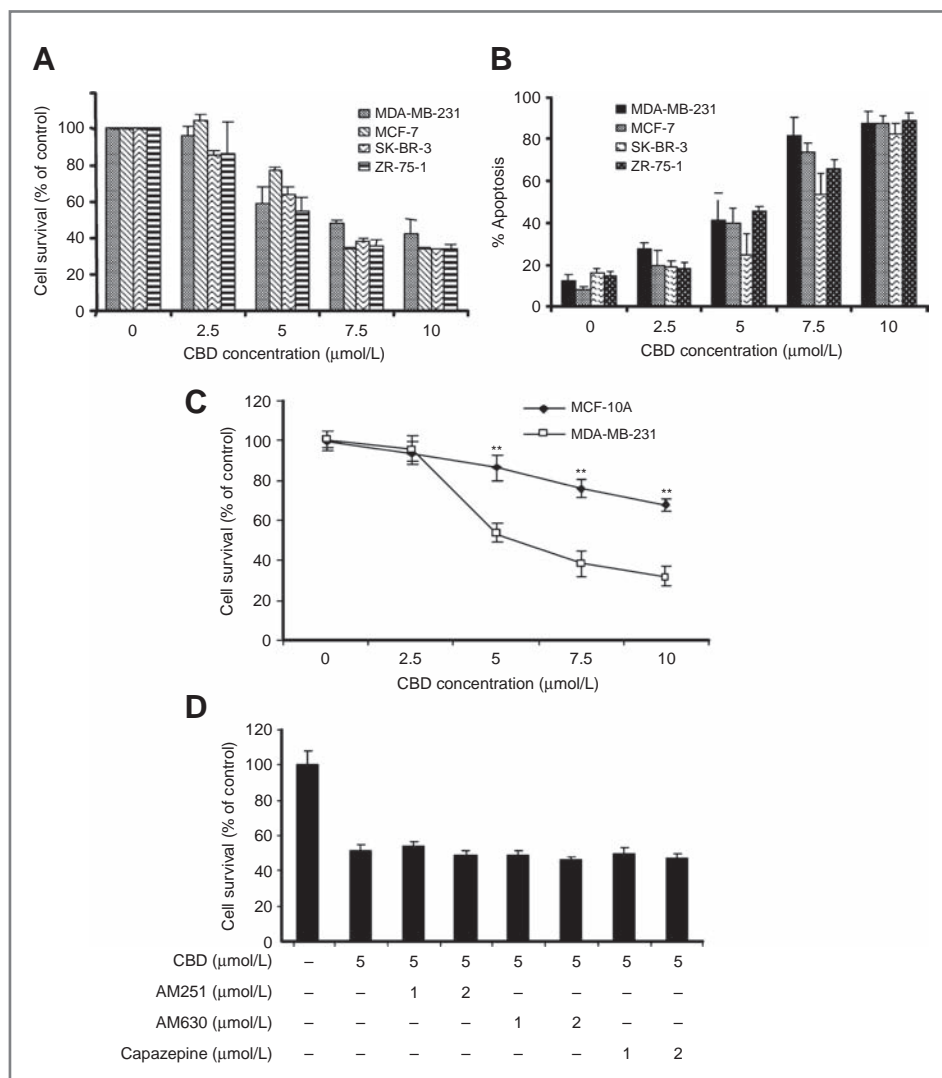 A
Cell survival (% of control)
100
80
60
40
20
0
MDA-MB-231
MCF-7
SK-BR-3
ZR-75-1
0 2.5 5 7.5 10
CBD concentration (μmol/L)
B
% Apoptosis
100
80
60
40
20
0
MDA-MB-231
MCF-7
SK-BR-3
ZR-75-1
0 2.5 5 7.5 10
CBD concentration (μmol/L)
C
Cell survival (% of control)
120
100
80
60
40
20
0
MCF-10A
MDA-MB-231
** ** **
0 2.5 5 7.5 10
CBD concentration (μmol/L)
D
Cell survival (% of control)
120
100
80
60
40
20
0
CBD (μmol/L) – 5 5 5 5 5 5 5
AM251 (μmol/L) – – 1 2 – – – –
AM630 (μmol/L) – – – – 1 2 – –
Capazepine (μmol/L) – – – – – – 1 2